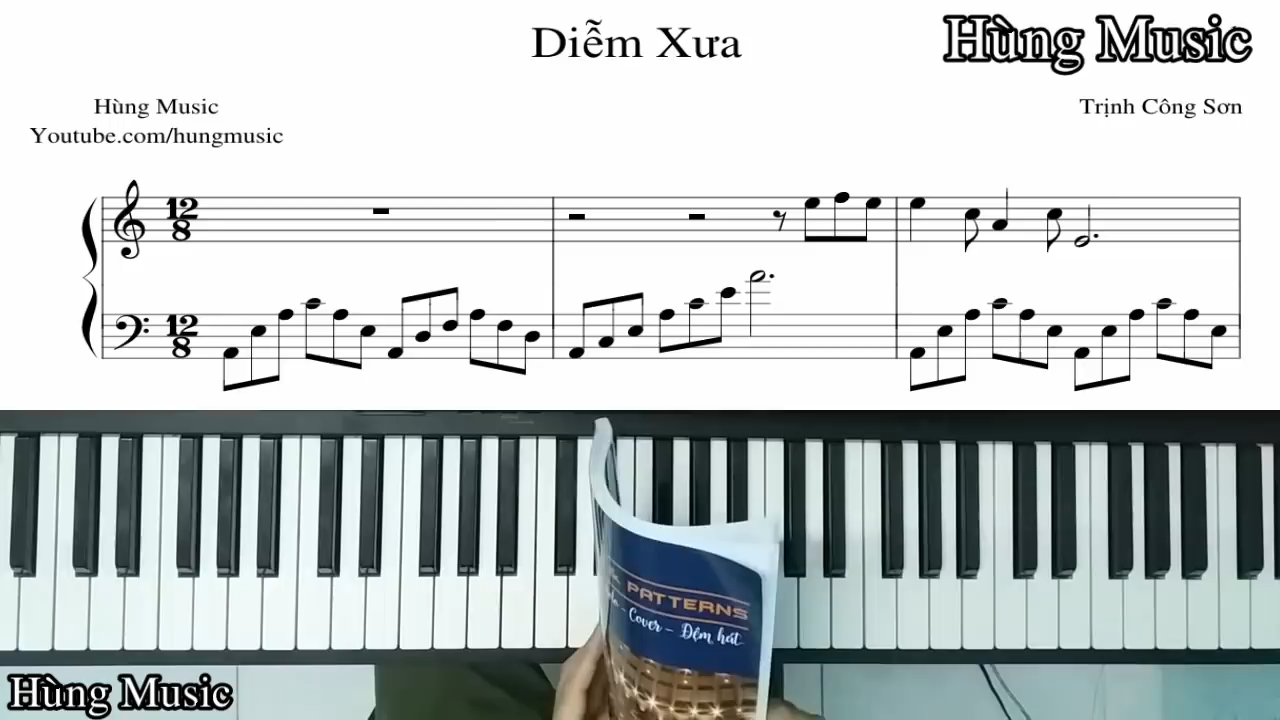 Diễm Xưa
Hùng Music
Hùng Music
Youtube.com/hungmusic
Trịnh Công Sơn
12
8
12
8
PATTERNS
Cover – Đệm hát
Hùng Music